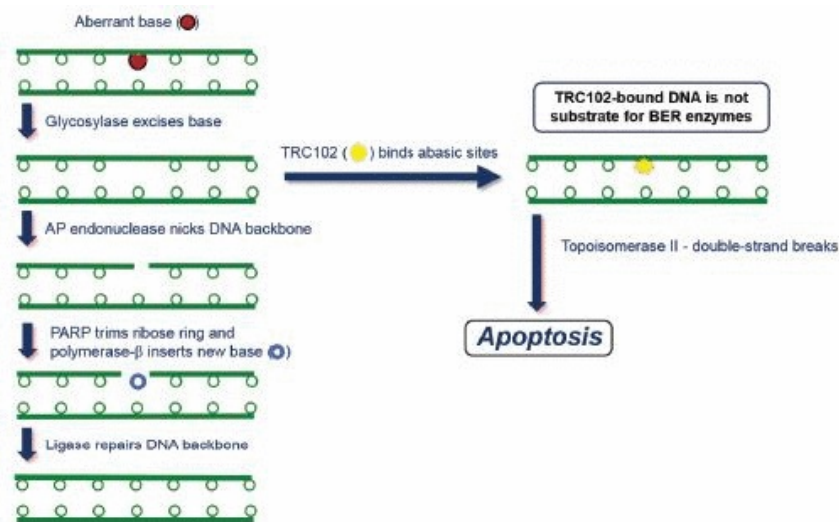 Aberrant base ( )
Glycosylase excises base
AP endonuclease nicks DNA backbone
PARP trims ribose ring and
polymerase-β inserts new base ( )
Ligase repairs DNA backbone
TRC102 ( ) binds abasic sites
TRC102-bound DNA is not
substrate for BER enzymes
Topoisomerase II - double-strand breaks
Apoptosis